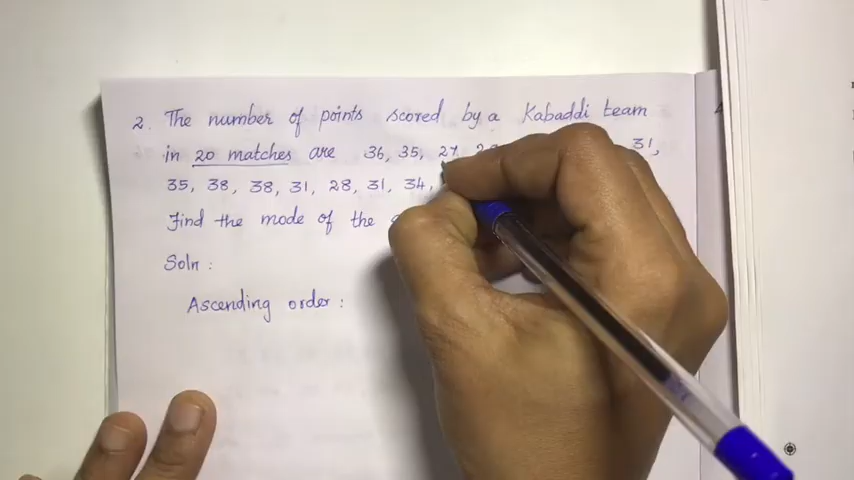 2. The number of points scored by a Kabaddi team
in 20 matches are 36, 35, 27, 31,
35, 38, 38, 31, 28, 31, 34,
Find the mode of the
Soln :
Ascending order :